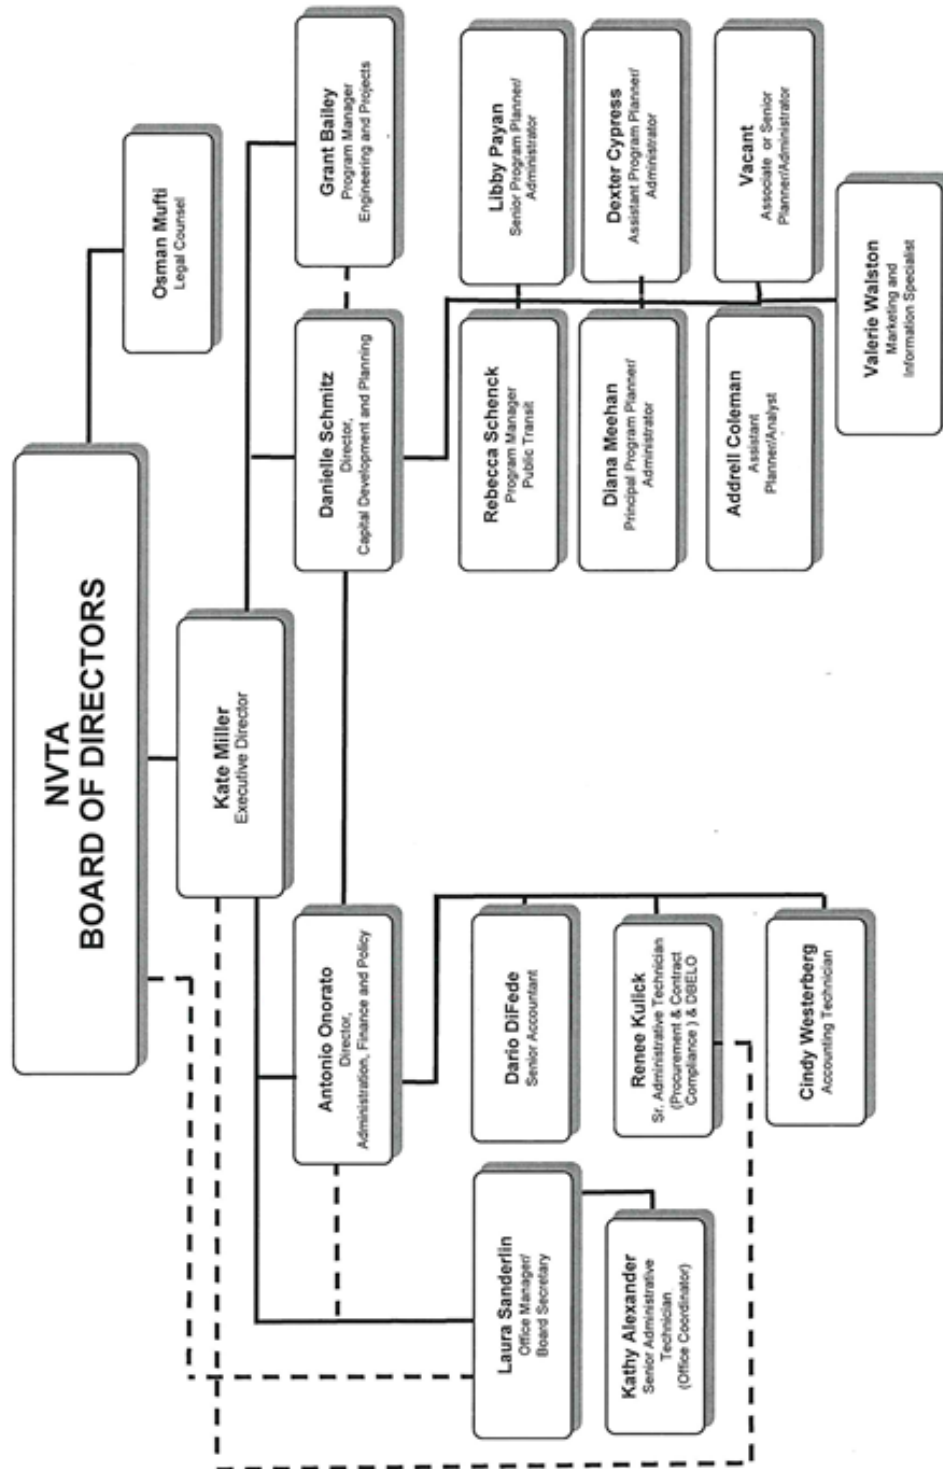 NVTA
BOARD OF DIRECTORS
Osman Mufti
Legal Counsel
Kate Miller
Executive Director
Antonio Onorato
Director,
Administration, Finance and Policy
Danielle Schmitz
Director,
Capital Development and Planning
Grant Bailey
Program Manager
Engineering and Projects
Laura Sanderlin
Office Manager/
Board Secretary
Dario DiFede
Senior Accountant
Rebecca Schenck
Program Manager
Public Transit
Libby Payan
Senior Program Planner/
Administrator
Kathy Alexander
Senior Administrative
Technician
(Office Coordinator)
Renee Kulick
Sr. Administrative Technician
(Procurement & Contract
Compliance ) & DBELO
Diana Meehan
Principal Program Planner/
Administrator
Dexter Cypress
Assistant Program Planner/
Administrator
Cindy Westerberg
Accounting Technician
Addrell Coleman
Assistant
Planner/Analyst
Vacant
Associate or Senior
Planner/Administrator
Valerie Walston
Marketing and
Information Specialist